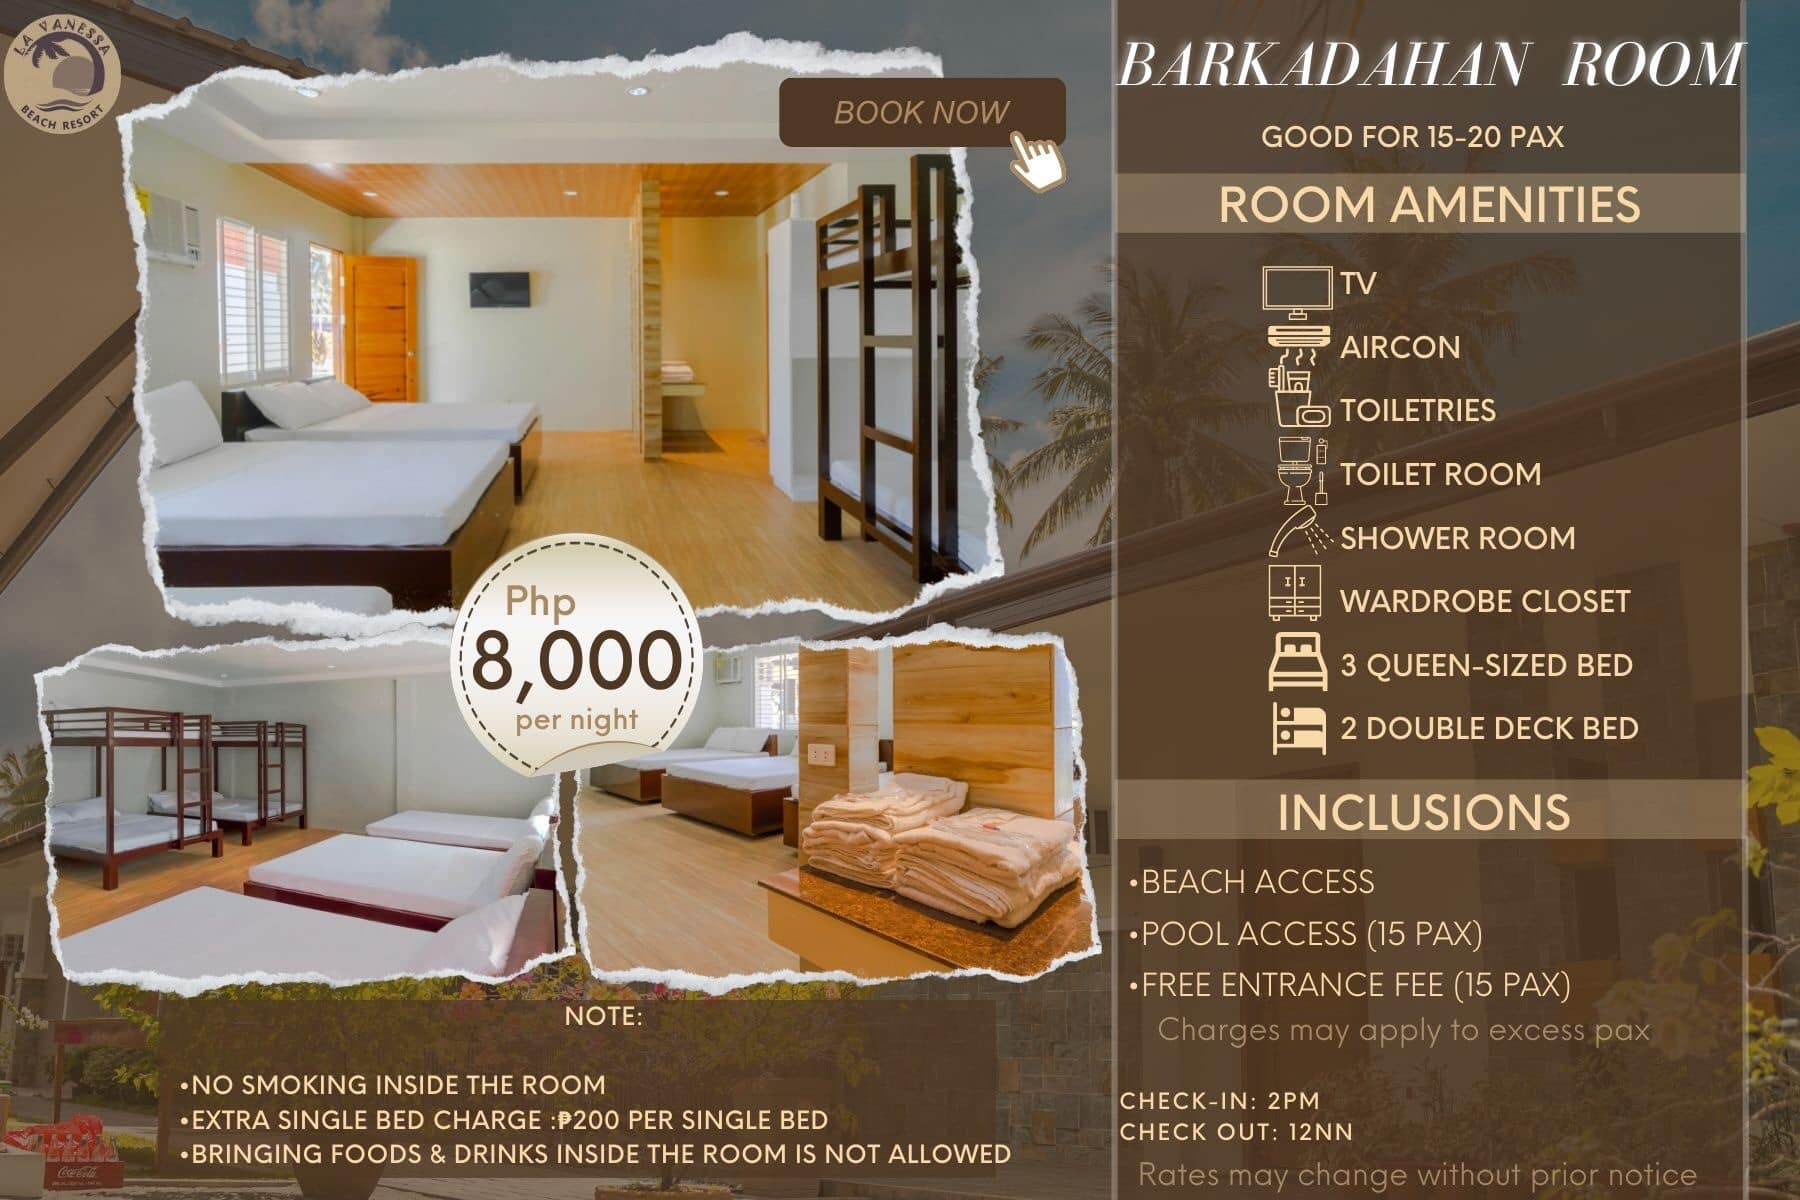 LA VANESSA
BEACH RESORT
BOOK NOW
Php
8,000
per night
NOTE:
•NO SMOKING INSIDE THE ROOM
•EXTRA SINGLE BED CHARGE :₱200 PER SINGLE BED
•BRINGING FOODS & DRINKS INSIDE THE ROOM IS NOT ALLOWED
Coca-Cola
BARKADAHAN ROOM
GOOD FOR 15-20 PAX
ROOM AMENITIES
TV
AIRCON
TOILETRIES
TOILET ROOM
SHOWER ROOM
WARDROBE CLOSET
3 QUEEN-SIZED BED
2 DOUBLE DECK BED
INCLUSIONS
•BEACH ACCESS
•POOL ACCESS (15 PAX)
•FREE ENTRANCE FEE (15 PAX)
Charges may apply to excess pax
CHECK-IN: 2PM
CHECK OUT: 12NN
Rates may change without prior notice